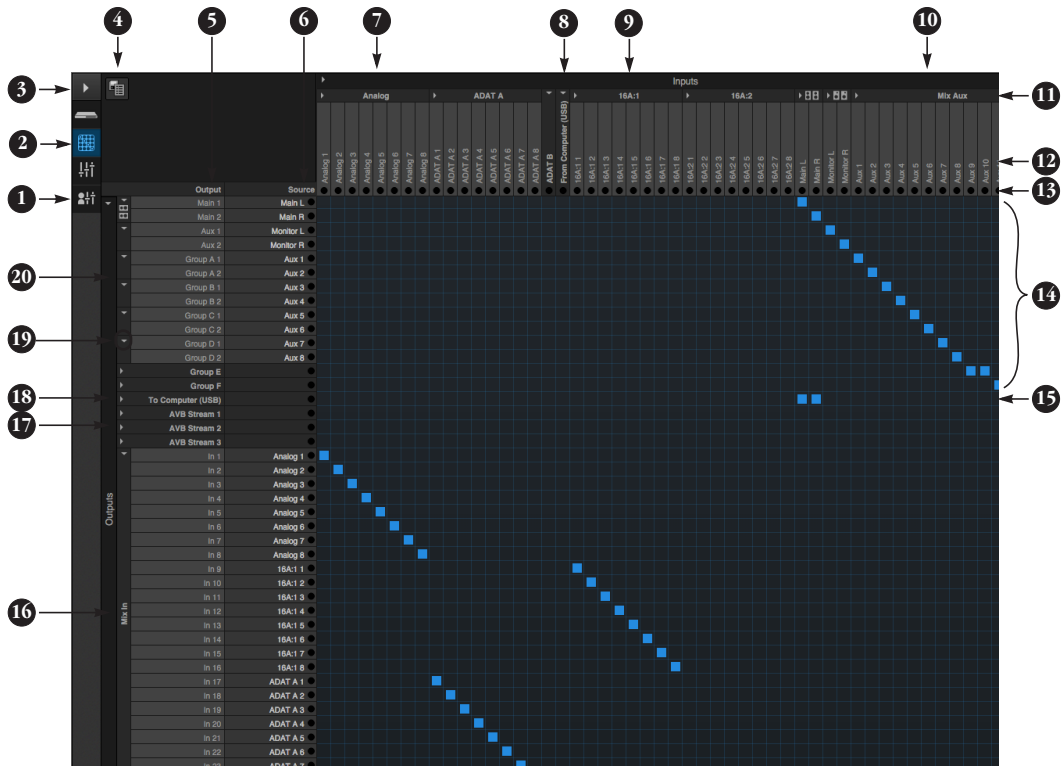 4
5
6
7
8
9
10
3
2
1
20
19
18
17
16
11
12
13
14
15
Inputs
Analog
ADAT A
ADAT B
From Computer (USB)
16A:1
16A:2
Mix Aux
Analog 1
Analog 2
Analog 3
Analog 4
Analog 5
Analog 6
Analog 7
Analog 8
ADAT A 1
ADAT A 2
ADAT A 3
ADAT A 4
ADAT A 5
ADAT A 6
ADAT A 7
ADAT A 8
16A:1 1
16A:1 2
16A:1 3
16A:1 4
16A:1 5
16A:1 6
16A:1 7
16A:1 8
16A:2 1
16A:2 2
16A:2 3
16A:2 4
16A:2 5
16A:2 6
16A:2 7
16A:2 8
Main L
Main R
Monitor L
Monitor R
Aux 1
Aux 2
Aux 3
Aux 4
Aux 5
Aux 6
Aux 7
Aux 8
Aux 9
Aux 10
Output Source
Main 1 Main L
Main 2 Main R
Aux 1 Monitor L
Aux 2 Monitor R
Group A 1 Aux 1
Group A 2 Aux 2
Group B 1 Aux 3
Group B 2 Aux 4
Group C 1 Aux 5
Group C 2 Aux 6
Group D 1 Aux 7
Group D 2 Aux 8
Group E
Group F
To Computer (USB)
AVB Stream 1
AVB Stream 2
AVB Stream 3
Outputs
Mix In
In 1 Analog 1
In 2 Analog 2
In 3 Analog 3
In 4 Analog 4
In 5 Analog 5
In 6 Analog 6
In 7 Analog 7
In 8 Analog 8
In 9 16A:1 1
In 10 16A:1 2
In 11 16A:1 3
In 12 16A:1 4
In 13 16A:1 5
In 14 16A:1 6
In 15 16A:1 7
In 16 16A:1 8
In 17 ADAT A 1
In 18 ADAT A 2
In 19 ADAT A 3
In 20 ADAT A 4
In 21 ADAT A 5
In 22 ADAT A 6
In 23 ADAT A 7